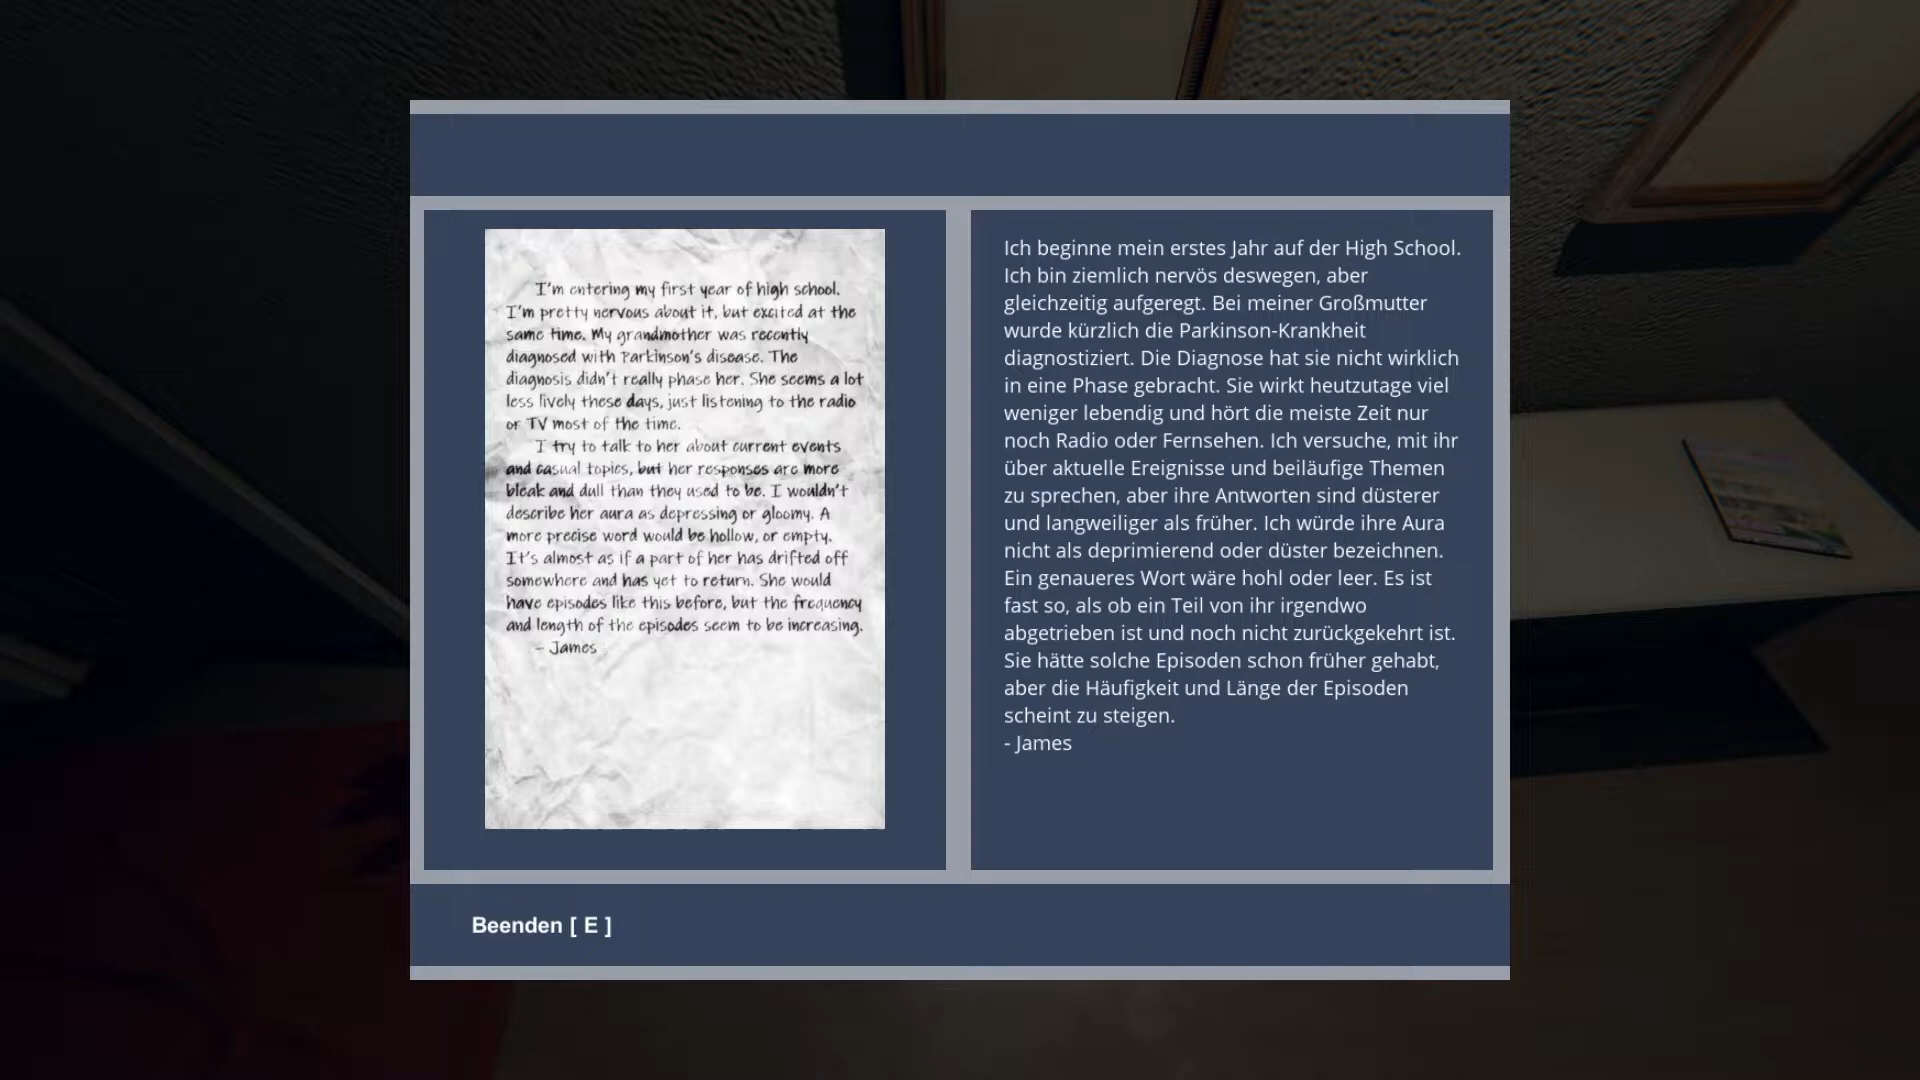 I'm entering my first year of high school.
I'm pretty nervous about it, but excited at the
same time. My grandmother was recently
diagnosed with Parkinson's disease. The
diagnosis didn't really phase her. She seems a lot
less lively these days, just listening to the radio
or TV most of the time.
I try to talk to her about current events
and casual topics, but her responses are more
bleak and dull than they used to be. I wouldn't
describe her aura as depressing or gloomy. A
more precise word would be hollow, or empty.
It's almost as if a part of her has drifted off
somewhere and has yet to return. She would
have episodes like this before, but the frequency
and length of the episodes seem to be increasing.
- James
Ich beginne mein erstes Jahr auf der High School.
Ich bin ziemlich nervös deswegen, aber
gleichzeitig aufgeregt. Bei meiner Großmutter
wurde kürzlich die Parkinson-Krankheit
diagnostiziert. Die Diagnose hat sie nicht wirklich
in eine Phase gebracht. Sie wirkt heutzutage viel
weniger lebendig und hört die meiste Zeit nur
noch Radio oder Fernsehen. Ich versuche, mit ihr
über aktuelle Ereignisse und beiläufige Themen
zu sprechen, aber ihre Antworten sind düsterer
und langweiliger als früher. Ich würde ihre Aura
nicht als deprimierend oder düster bezeichnen.
Ein genaueres Wort wäre hohl oder leer. Es ist
fast so, als ob ein Teil von ihr irgendwo
abgetrieben ist und noch nicht zurückgekehrt ist.
Sie hätte solche Episoden schon früher gehabt,
aber die Häufigkeit und Länge der Episoden
scheint zu steigen.
- James
Beenden [ E ]